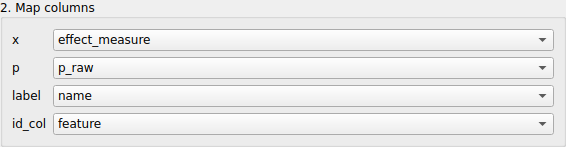 2. Map columns
x effect_measure
p p_raw
label name
id_col feature